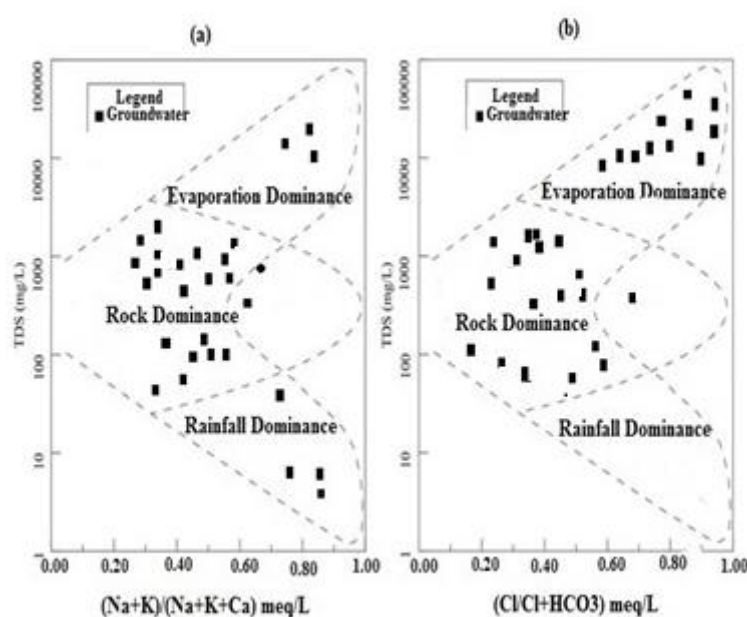 (a)
(b)
Legend
Groundwater
Legend
Groundwater
100000
10000
1000
100
10
1
TDS (mg/L)
Evaporation Dominance
Rock Dominance
Rainfall Dominance
0.00 0.20 0.40 0.60 0.80 1.00
(Na+K)/(Na+K+Ca) meq/L
100000
10000
1000
100
10
1
TDS (mg/L)
Evaporation Dominance
Rock Dominance
Rainfall Dominance
0.00 0.20 0.40 0.60 0.80 1.00
(Cl/Cl+HCO3) meq/L